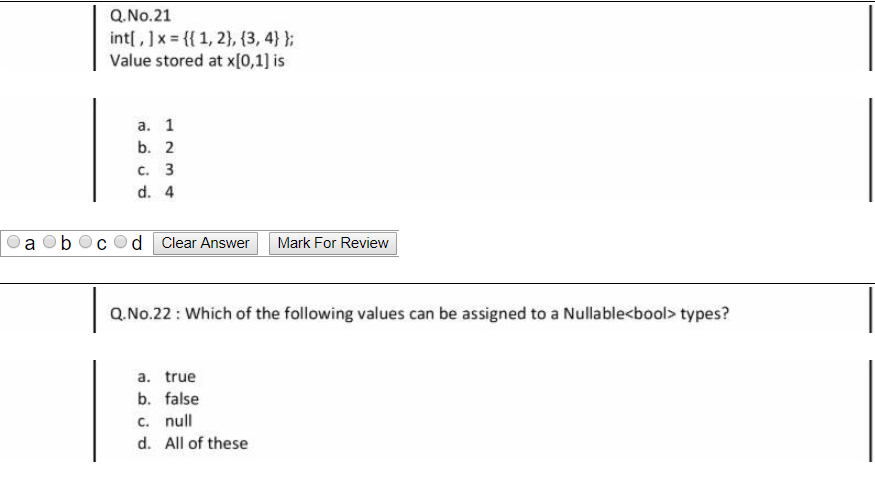 Q.No.21
int[ , ] x = {{ 1, 2}, {3, 4} };
Value stored at x[0,1] is
a. 1
b. 2
c. 3
d. 4
a b c d Clear Answer Mark For Review
Q.No.22 : Which of the following values can be assigned to a Nullable<bool> types?
a. true
b. false
c. null
d. All of these